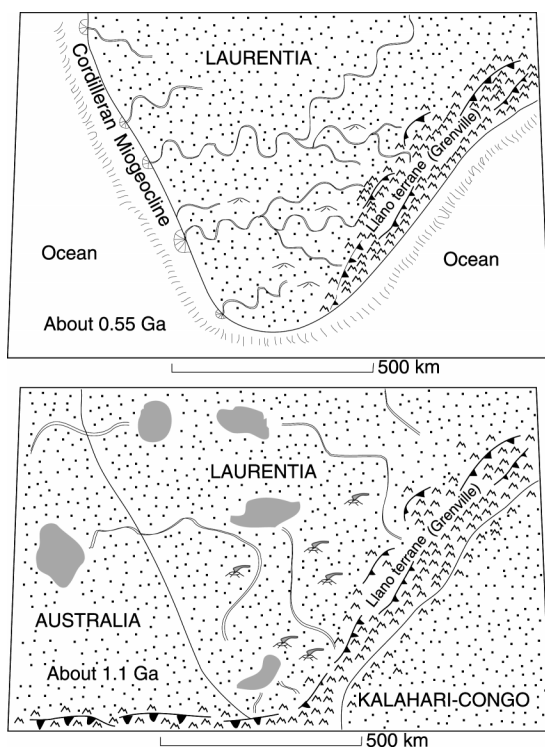 LAURENTIA
Cordilleran Miogeocline
Llano terrane (Grenville)
Ocean
Ocean
About 0.55 Ga
500 km
LAURENTIA
Llano terrane (Grenville)
AUSTRALIA
About 1.1 Ga
KALAHARI-CONGO
500 km